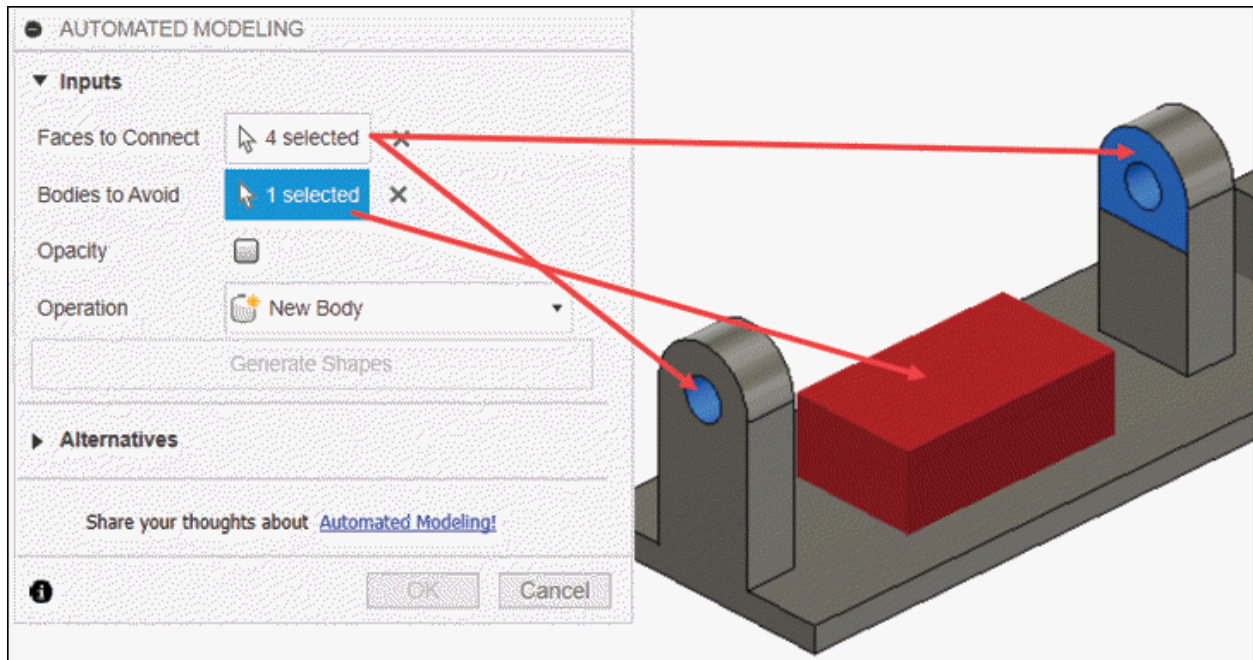 AUTOMATED MODELING
Inputs
Faces to Connect 4 selected
Bodies to Avoid 1 selected
Opacity
Operation New Body
Generate Shapes
Alternatives
Share your thoughts about Automated Modeling!
OK Cancel